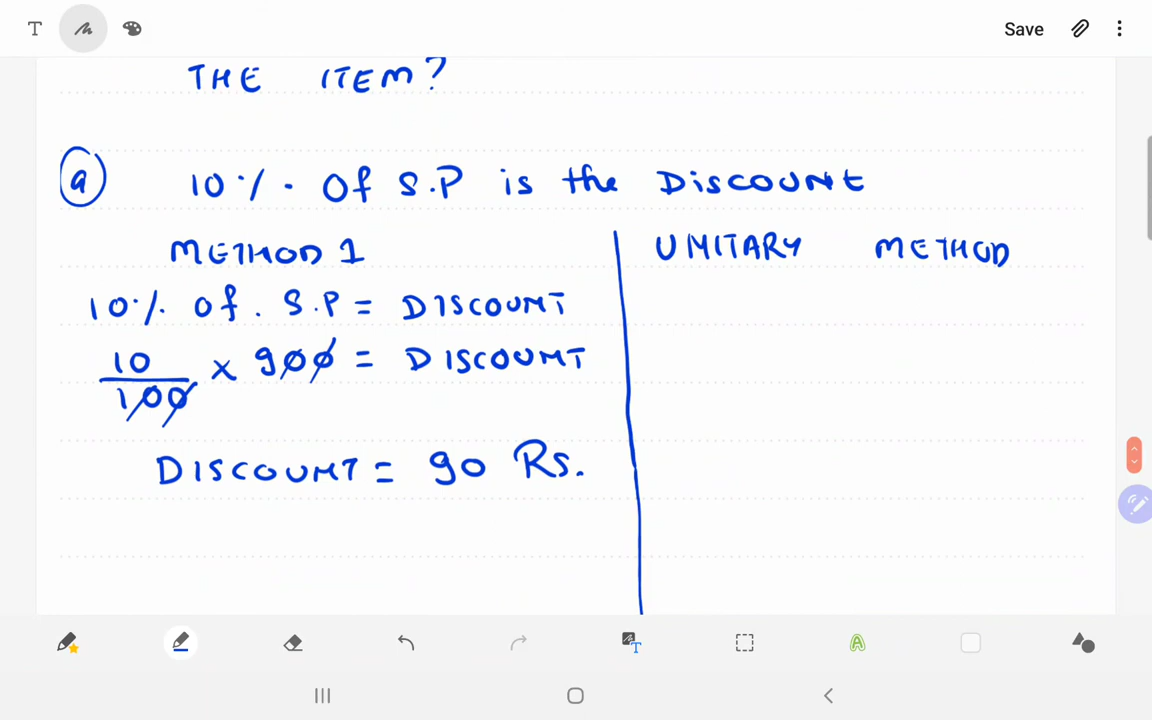 T Save
THE ITEM?
a 10%. Of S.P is the DISCOUNT
METHOD 1
10%. of. S.P = DISCOUNT
10/100 x 900 = DISCOUNT
DISCOUNT = 90 Rs.
UNITARY METHOD
T
A